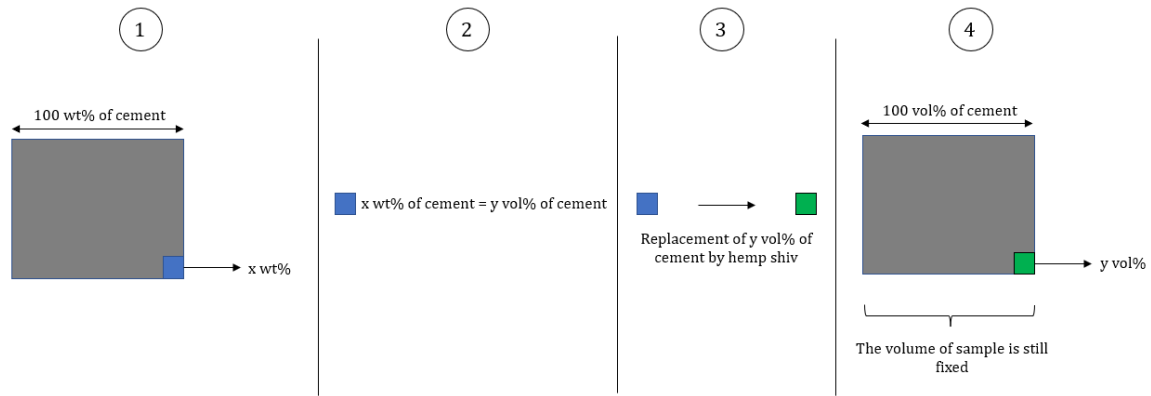 1
2
3
4
100 wt% of cement
x wt%
x wt% of cement = y vol% of cement
Replacement of y vol% of
cement by hemp shiv
100 vol% of cement
y vol%
The volume of sample is still
fixed